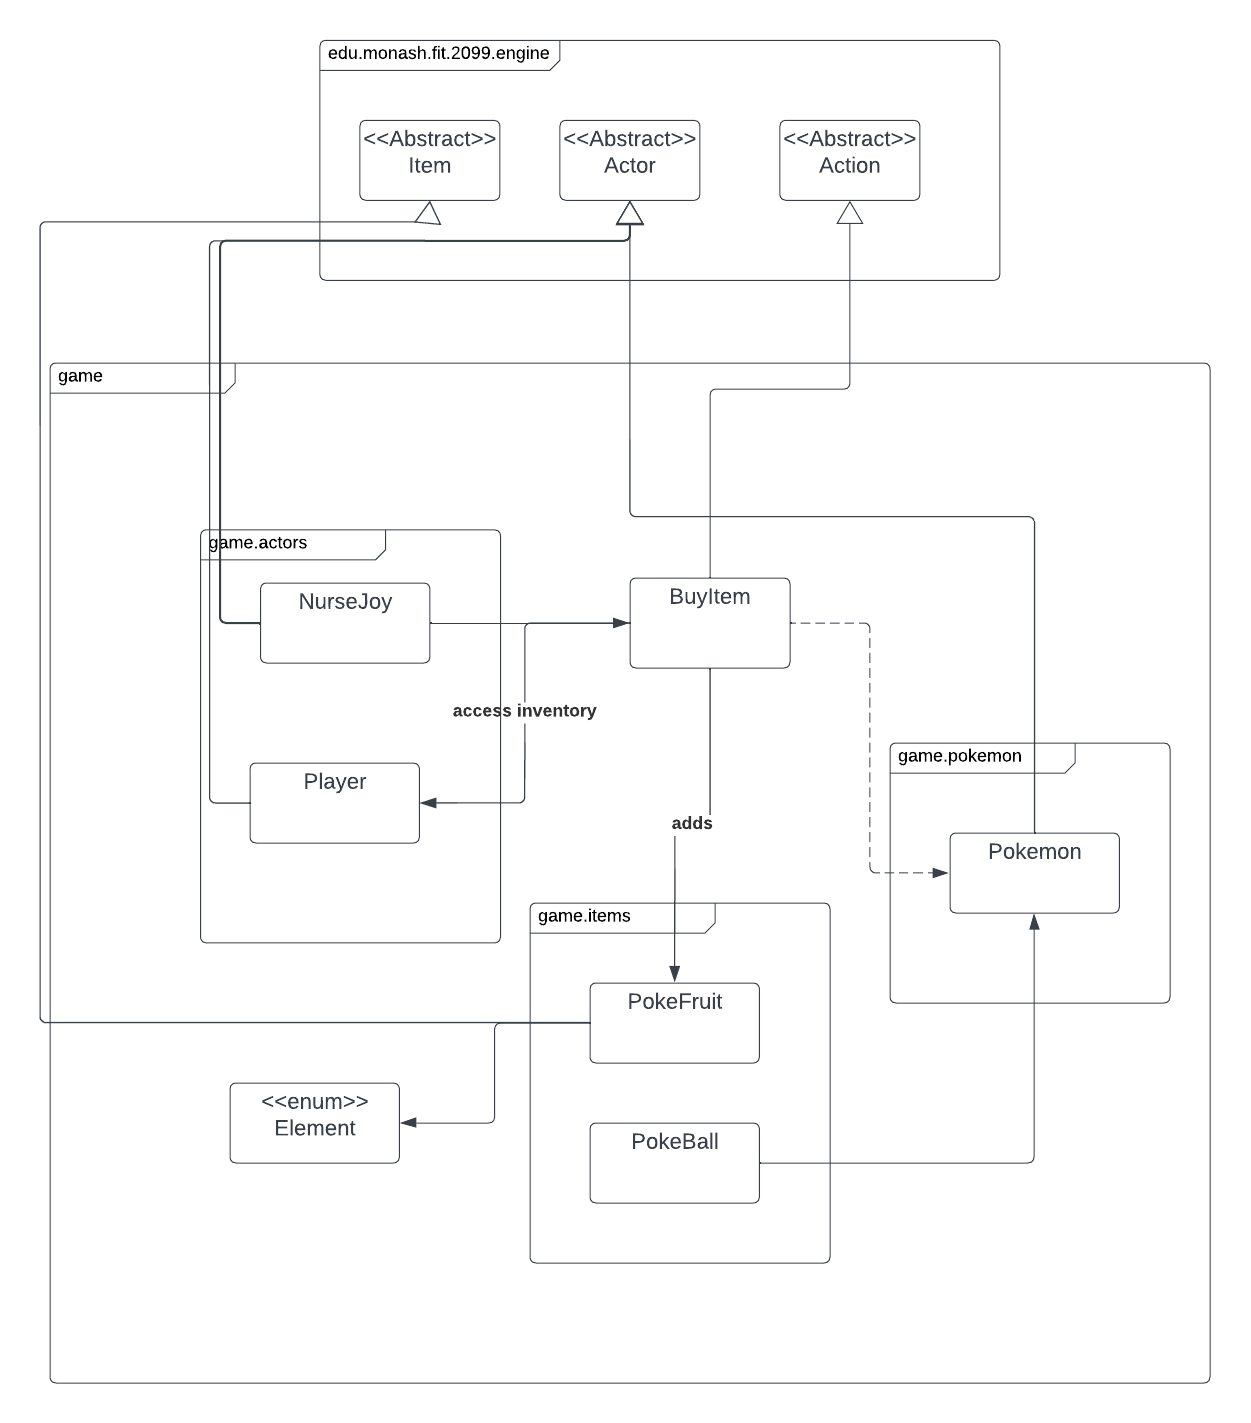 edu.monash.fit.2099.engine
<<Abstract>>
Item
<<Abstract>>
Actor
<<Abstract>>
Action
game
game.actors
NurseJoy
BuyItem
access inventory
Player
game.pokemon
Pokemon
adds
game.items
PokeFruit
<<enum>>
Element
PokeBall